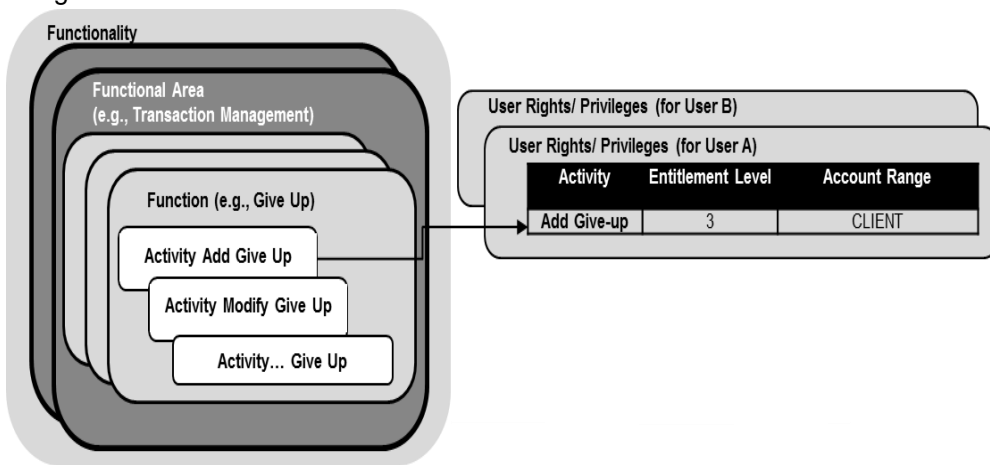 Functionality
Functional Area
(e.g., Transaction Management)
Function (e.g., Give Up)
Activity Add Give Up
Activity Modify Give Up
Activity... Give Up
User Rights/ Privileges (for User B)
User Rights/ Privileges (for User A)
Activity Entitlement Level Account Range
Add Give-up 3 CLIENT